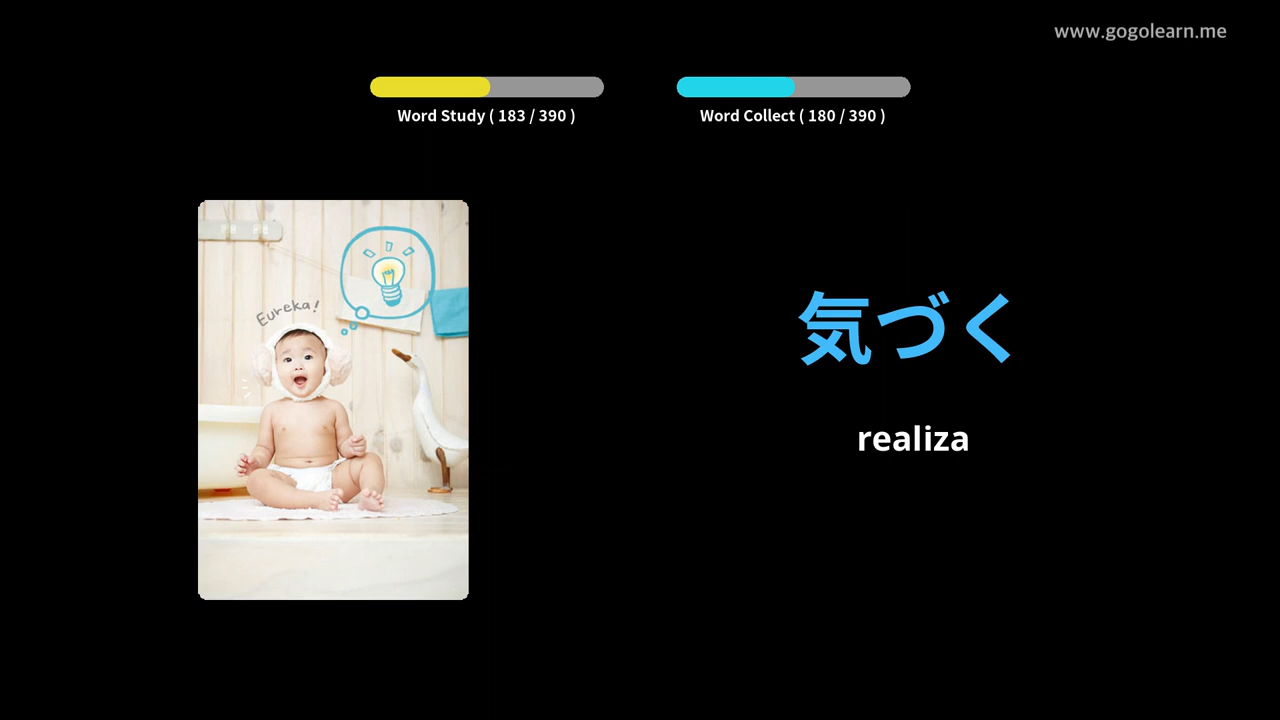 www.gogolearn.me
Word Study ( 183 / 390 )
Word Collect ( 180 / 390 )
Eureka!
気づく
realiza